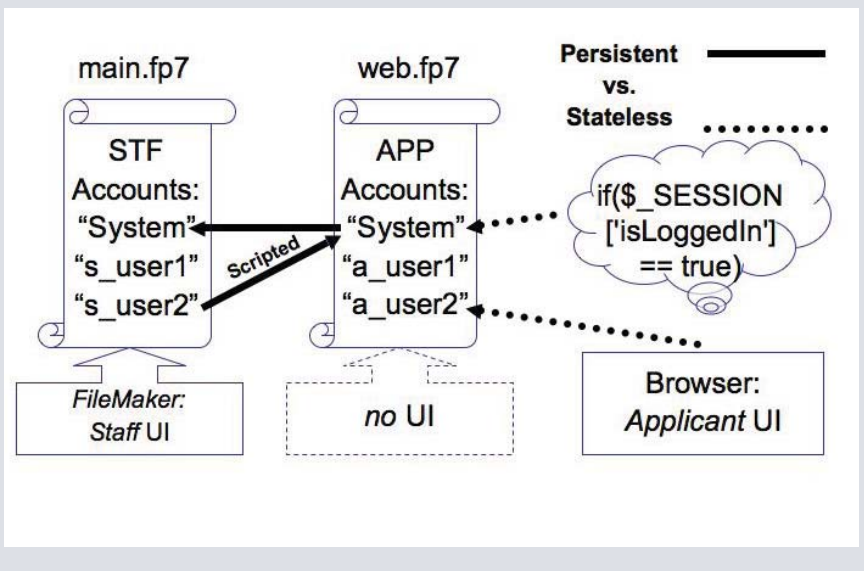 main.fp7
web.fp7
Persistent
vs.
Stateless
STF
Accounts:
“System”
“s_user1”
“s_user2”
Scripted
APP
Accounts:
“System”
“a_user1”
“a_user2”
if($_SESSION
['isLoggedIn']
== true)
FileMaker:
Staff UI
no UI
Browser:
Applicant UI